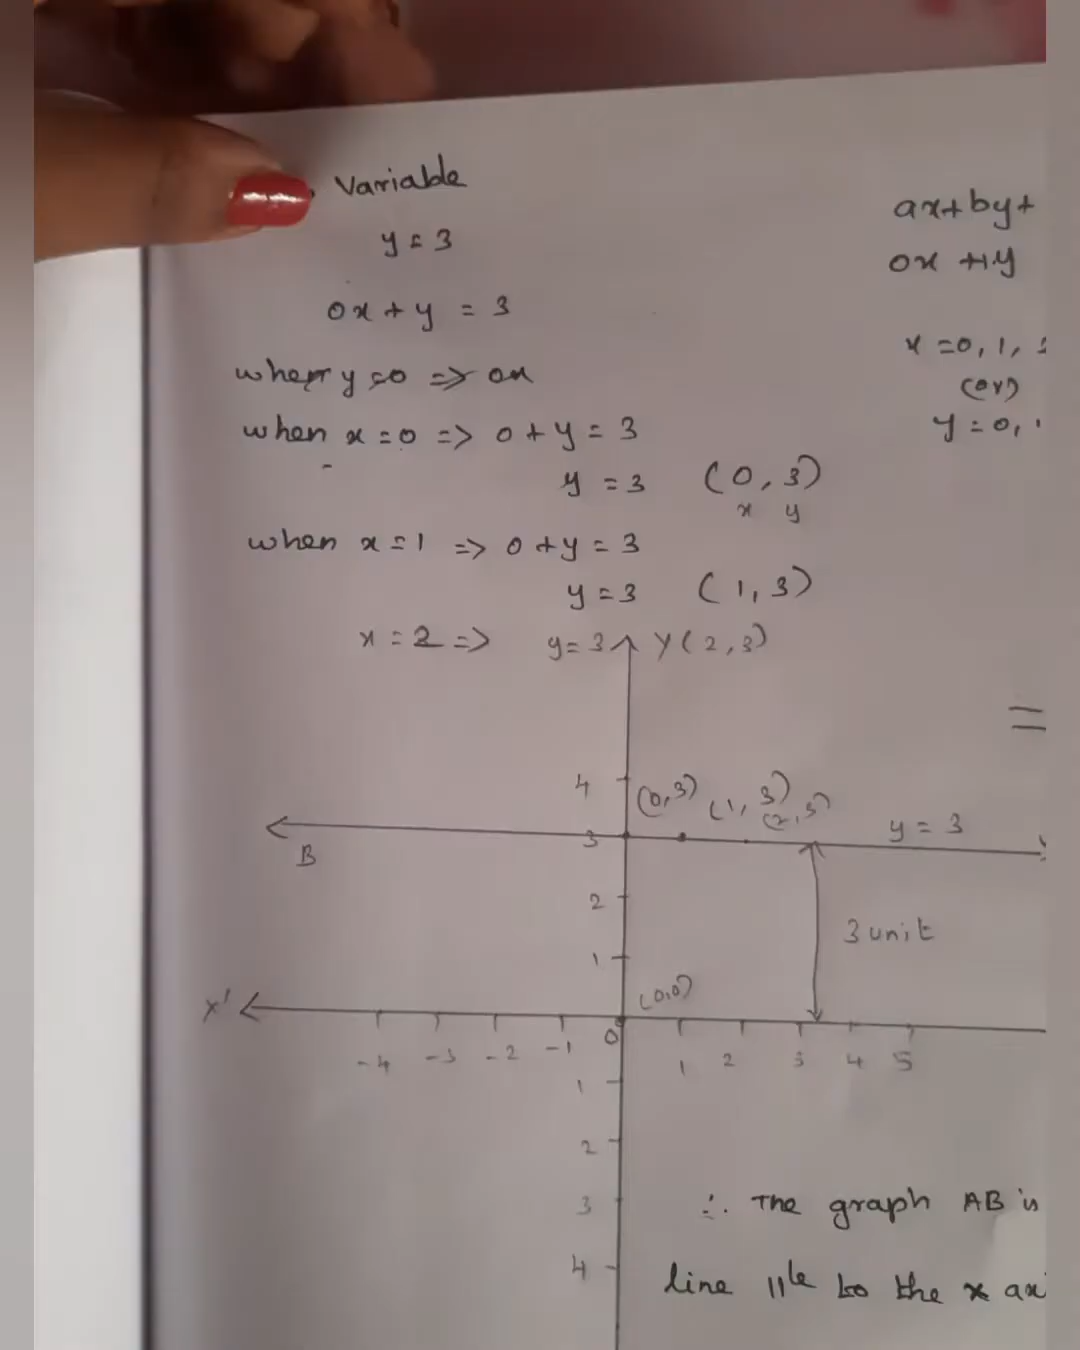 Variable
y = 3
0x + y = 3
when y = 0 => 0x
when x = 0 => 0 + y = 3
y = 3 (0, 3)
x y
when x = 1 => 0 + y = 3
y = 3 (1, 3)
x = 2 => y = 3 Y (2, 3)
ax + by +
0x + 1y
x = 0, 1,
(or)
y = 0,
=
4 (0, 3) (1, 3) (2, 3)
3 y = 3
B
2
3 unit
1
(0,0)
X' 0
-4 -3 -2 -1 1 2 3 4 5
1
2
3
4
∴ The graph AB is
line ||le to the x ax